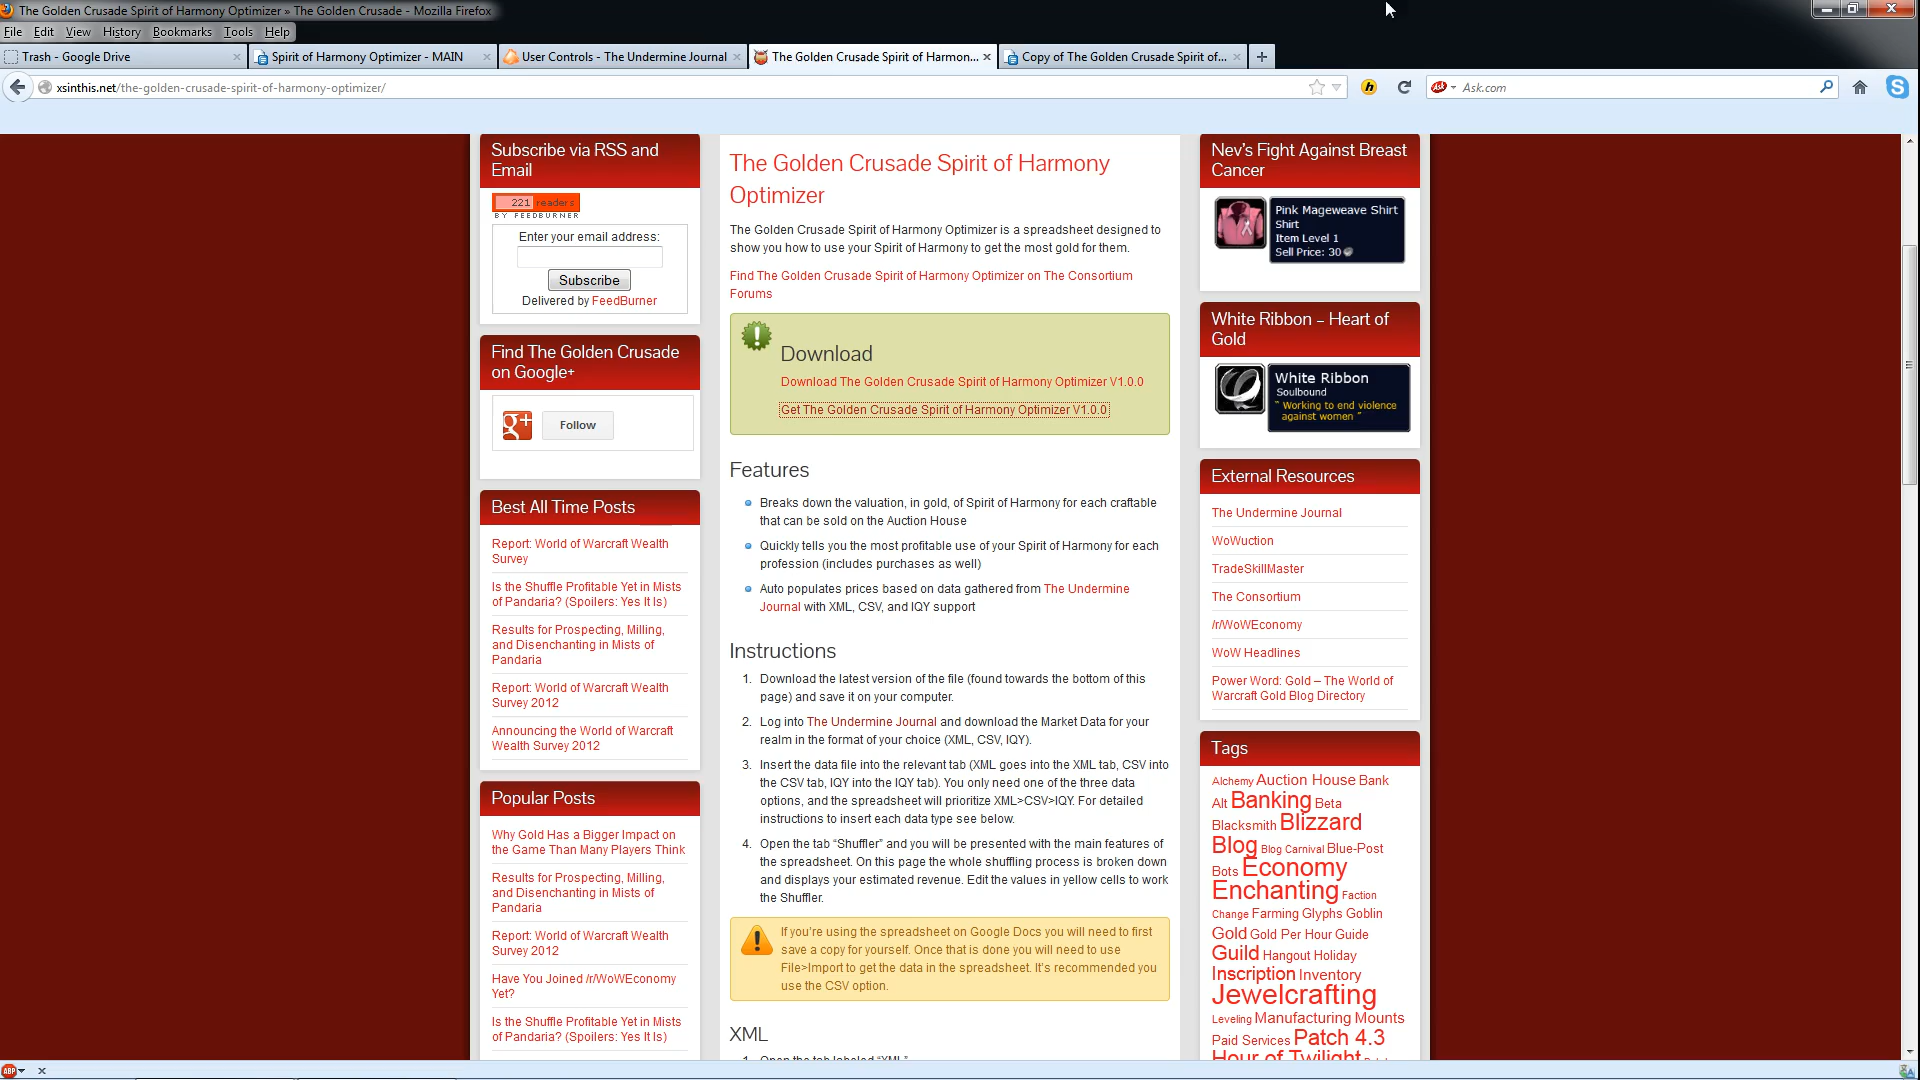 The Golden Crusade Spirit of Harmony Optimizer » The Golden Crusade - Mozilla Firefox
File Edit View History Bookmarks Tools Help
Trash - Google Drive
Spirit of Harmony Optimizer - MAIN
User Controls - The Undermine Journal
The Golden Crusade Spirit of Harmon...
Copy of The Golden Crusade Spirit of...
xsinthis.net/the-golden-crusade-spirit-of-harmony-optimizer/
Ask.com
Subscribe via RSS and
Email
221 readers
BY FEEDBURNER
Enter your email address:
Subscribe
Delivered by FeedBurner
Find The Golden Crusade
on Google+
g+
Follow
Best All Time Posts
Report: World of Warcraft Wealth
Survey
Is the Shuffle Profitable Yet in Mists
of Pandaria? (Spoilers: Yes It Is)
Results for Prospecting, Milling,
and Disenchanting in Mists of
Pandaria
Report: World of Warcraft Wealth
Survey 2012
Announcing the World of Warcraft
Wealth Survey 2012
Popular Posts
Why Gold Has a Bigger Impact on
the Game Than Many Players Think
Results for Prospecting, Milling,
and Disenchanting in Mists of
Pandaria
Report: World of Warcraft Wealth
Survey 2012
Have You Joined /r/WoWEconomy
Yet?
Is the Shuffle Profitable Yet in Mists
of Pandaria? (Spoilers: Yes It Is)
The Golden Crusade Spirit of Harmony
Optimizer
The Golden Crusade Spirit of Harmony Optimizer is a spreadsheet designed to
show you how to use your Spirit of Harmony to get the most gold for them.
Find The Golden Crusade Spirit of Harmony Optimizer on The Consortium
Forums
Download
Download The Golden Crusade Spirit of Harmony Optimizer V1.0.0
Get The Golden Crusade Spirit of Harmony Optimizer V1.0.0
Features
Breaks down the valuation, in gold, of Spirit of Harmony for each craftable
that can be sold on the Auction House
Quickly tells you the most profitable use of your Spirit of Harmony for each
profession (includes purchases as well)
Auto populates prices based on data gathered from The Undermine
Journal with XML, CSV, and IQY support
Instructions
1. Download the latest version of the file (found towards the bottom of this
page) and save it on your computer.
2. Log into The Undermine Journal and download the Market Data for your
realm in the format of your choice (XML, CSV, IQY).
3. Insert the data file into the relevant tab (XML goes into the XML tab, CSV into
the CSV tab, IQY into the IQY tab). You only need one of the three data
options, and the spreadsheet will prioritize XML>CSV>IQY. For detailed
instructions to insert each data type see below.
4. Open the tab “Shuffler” and you will be presented with the main features of
the spreadsheet. On this page the whole shuffling process is broken down
and displays your estimated revenue. Edit the values in yellow cells to work
the Shuffler.
If you’re using the spreadsheet on Google Docs you will need to first
save a copy for yourself. Once that is done you will need to use
File>Import to get the data in the spreadsheet. It’s recommended you
use the CSV option.
XML
1. Open the tab labeled “XML”
Nev’s Fight Against Breast
Cancer
Pink Mageweave Shirt
Shirt
Item Level 1
Sell Price: 30
White Ribbon – Heart of
Gold
White Ribbon
Soulbound
" Working to end violence
against women "
External Resources
The Undermine Journal
WoWuction
TradeSkillMaster
The Consortium
/r/WoWEconomy
WoW Headlines
Power Word: Gold – The World of
Warcraft Gold Blog Directory
Tags
Alchemy Auction House Bank
Alt Banking Beta
Blacksmith Blizzard
Blog Blog Carnival Blue-Post
Bots Economy
Enchanting Faction
Change Farming Glyphs Goblin
Gold Gold Per Hour Guide
Guild Hangout Holiday
Inscription Inventory
Jewelcrafting
Leveling Manufacturing Mounts
Paid Services Patch 4.3
Hour of Twilight
ABP